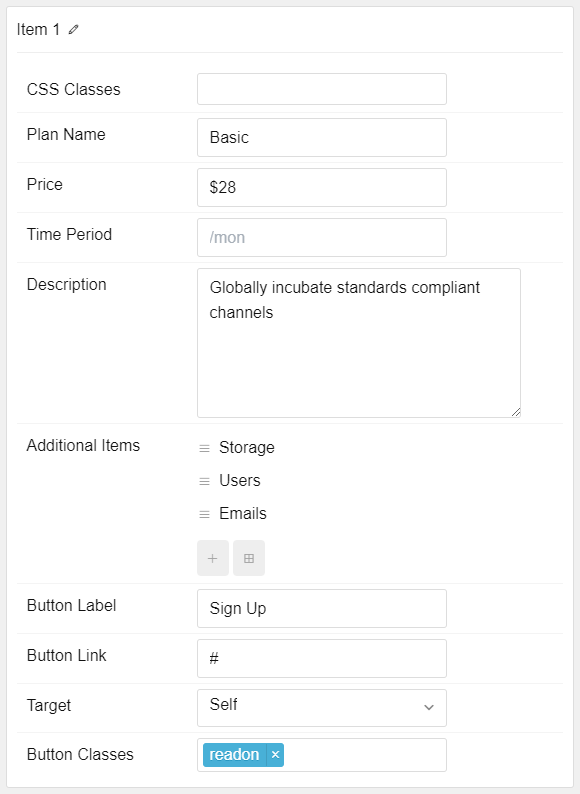 Item 1
CSS Classes
Plan Name
Basic
Price
$28
Time Period
/mon
Description
Globally incubate standards compliant
channels
Additional Items
Storage
Users
Emails
Button Label
Sign Up
Button Link
#
Target
Self
Button Classes
readon ×